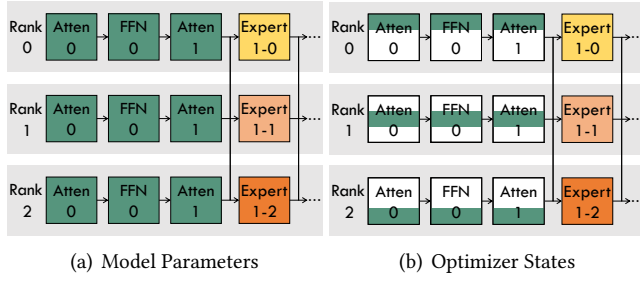 Rank
0
Atten
0
FFN
0
Atten
1
Expert
1-0
...
Rank
1
Atten
0
FFN
0
Atten
1
Expert
1-1
...
Rank
2
Atten
0
FFN
0
Atten
1
Expert
1-2
...
(a) Model Parameters
Rank
0
Atten
0
FFN
0
Atten
1
Expert
1-0
...
Rank
1
Atten
0
FFN
0
Atten
1
Expert
1-1
...
Rank
2
Atten
0
FFN
0
Atten
1
Expert
1-2
...
(b) Optimizer States